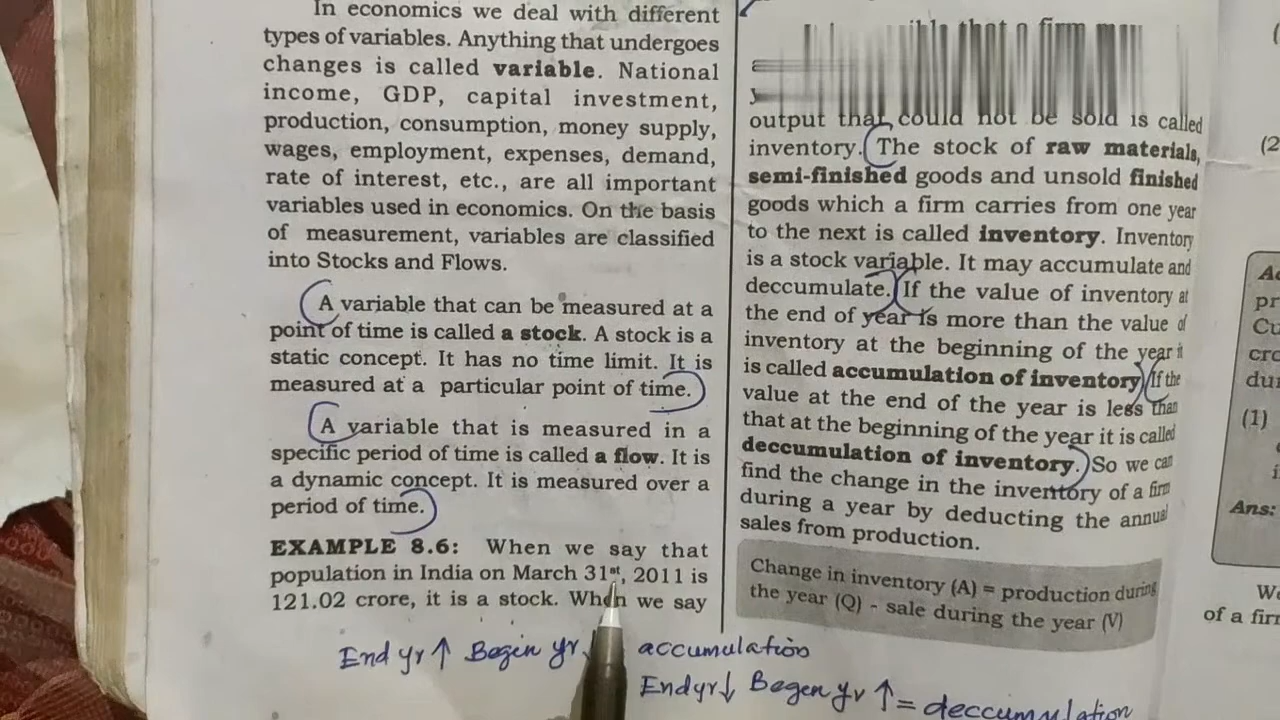 In economics we deal with different
types of variables. Anything that undergoes
changes is called variable. National
income, GDP, capital investment,
production, consumption, money supply,
wages, employment, expenses, demand,
rate of interest, etc., are all important
variables used in economics. On the basis
of measurement, variables are classified
into Stocks and Flows.
A variable that can be measured at a
point of time is called a stock. A stock is a
static concept. It has no time limit. It is
measured at a particular point of time.
A variable that is measured in a
specific period of time is called a flow. It is
a dynamic concept. It is measured over a
period of time.
EXAMPLE 8.6: When we say that
population in India on March 31st, 2011 is
121.02 crore, it is a stock. When we say
that a firm
output that could not be sold is called
inventory. The stock of raw materials,
semi-finished goods and unsold finished
goods which a firm carries from one year
to the next is called inventory. Inventory
is a stock variable. It may accumulate and
deccumulate. If the value of inventory at
the end of year is more than the value of
inventory at the beginning of the year it
is called accumulation of inventory. If the
value at the end of the year is less than
that at the beginning of the year it is called
deccumulation of inventory. So we can
find the change in the inventory of a firm
during a year by deducting the annual
sales from production.
Change in inventory (A) = production during
the year (Q) - sale during the year (V)
End yr ↑ Begen yr accumulation
End yr ↓ Begen yr ↑ = deccumulation
(2
(1)
Ans:
of a fir